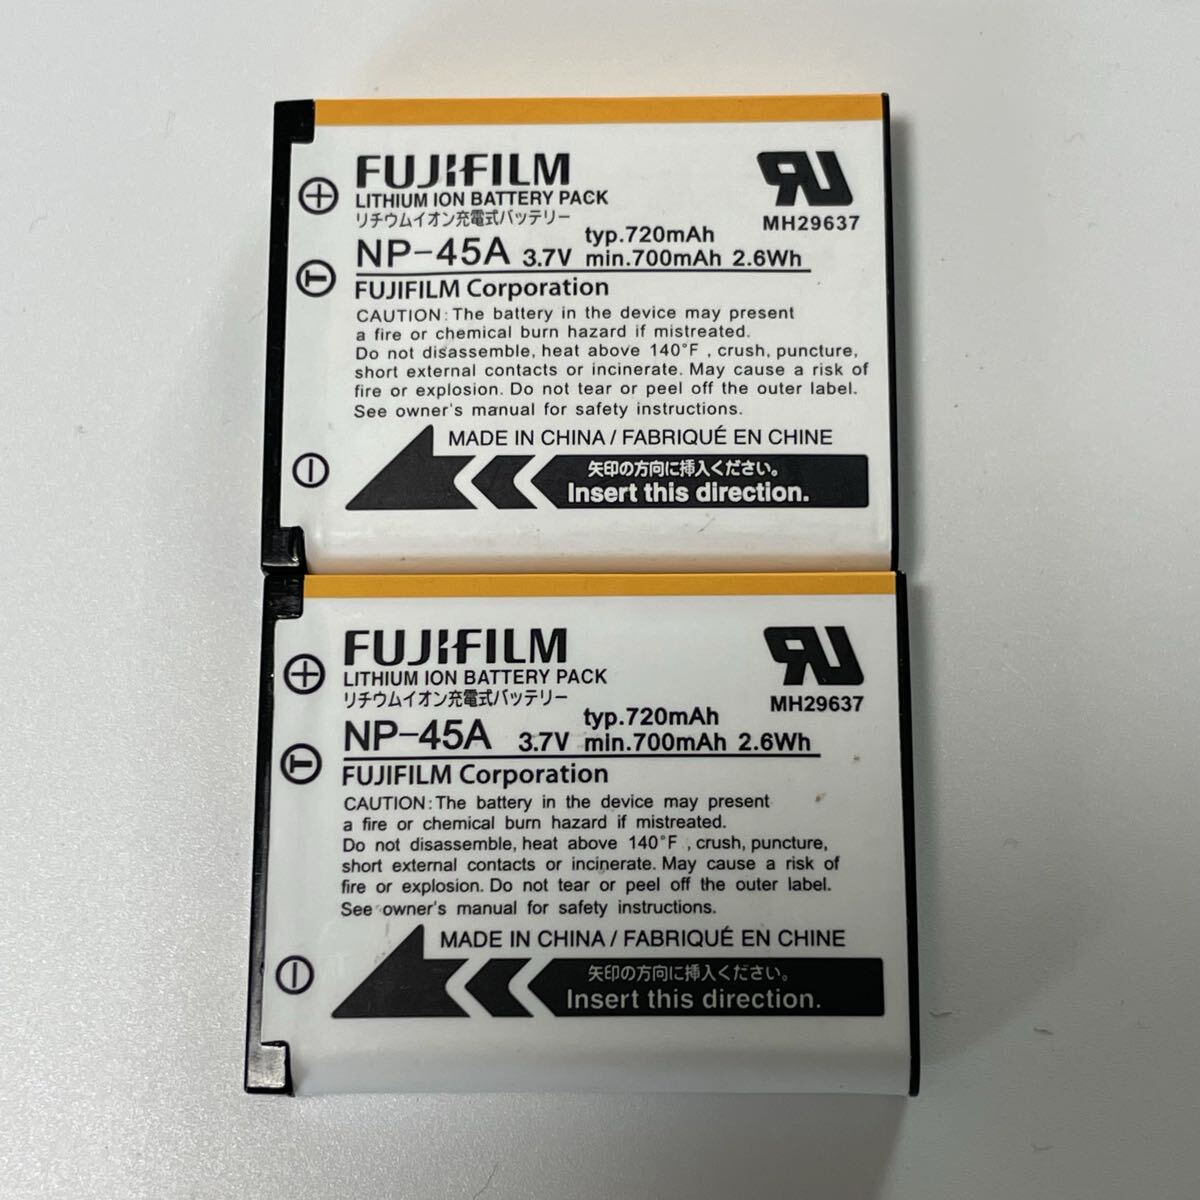 FUJIFILM
LITHIUM ION BATTERY PACK
リチウムイオン充電式バッテリー
MH29637
NP-45A 3.7V typ.720mAh min.700mAh 2.6Wh
FUJIFILM Corporation
CAUTION: The battery in the device may present
a fire or chemical burn hazard if mistreated.
Do not disassemble, heat above 140°F , crush, puncture,
short external contacts or incinerate. May cause a risk of
fire or explosion. Do not tear or peel off the outer label.
See owner's manual for safety instructions.
MADE IN CHINA / FABRIQUÉ EN CHINE
矢印の方向に挿入ください。
Insert this direction.
+
T
−
FUJIFILM
LITHIUM ION BATTERY PACK
リチウムイオン充電式バッテリー
MH29637
NP-45A 3.7V typ.720mAh min.700mAh 2.6Wh
FUJIFILM Corporation
CAUTION: The battery in the device may present
a fire or chemical burn hazard if mistreated.
Do not disassemble, heat above 140°F , crush, puncture,
short external contacts or incinerate. May cause a risk of
fire or explosion. Do not tear or peel off the outer label.
See owner's manual for safety instructions.
MADE IN CHINA / FABRIQUÉ EN CHINE
矢印の方向に挿入ください。
Insert this direction.
+
T
−